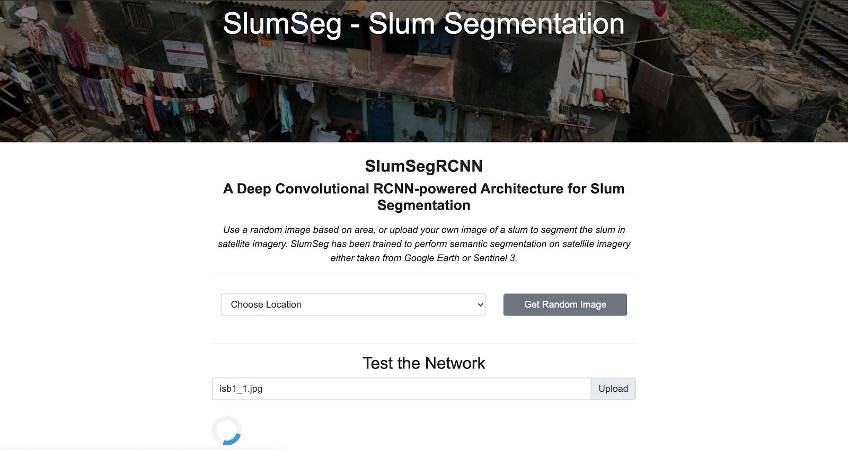 SlumSeg - Slum Segmentation
SlumSegRCNN
A Deep Convolutional RCNN-powered Architecture for Slum
Segmentation
Use a random image based on area, or upload your own image of a slum to segment the slum in
satellite imagery. SlumSeg has been trained to perform semantic segmentation on satellite imagery
either taken from Google Earth or Sentinel 3.
Choose Location
Get Random Image
Test the Network
isb1_1.jpg
Upload